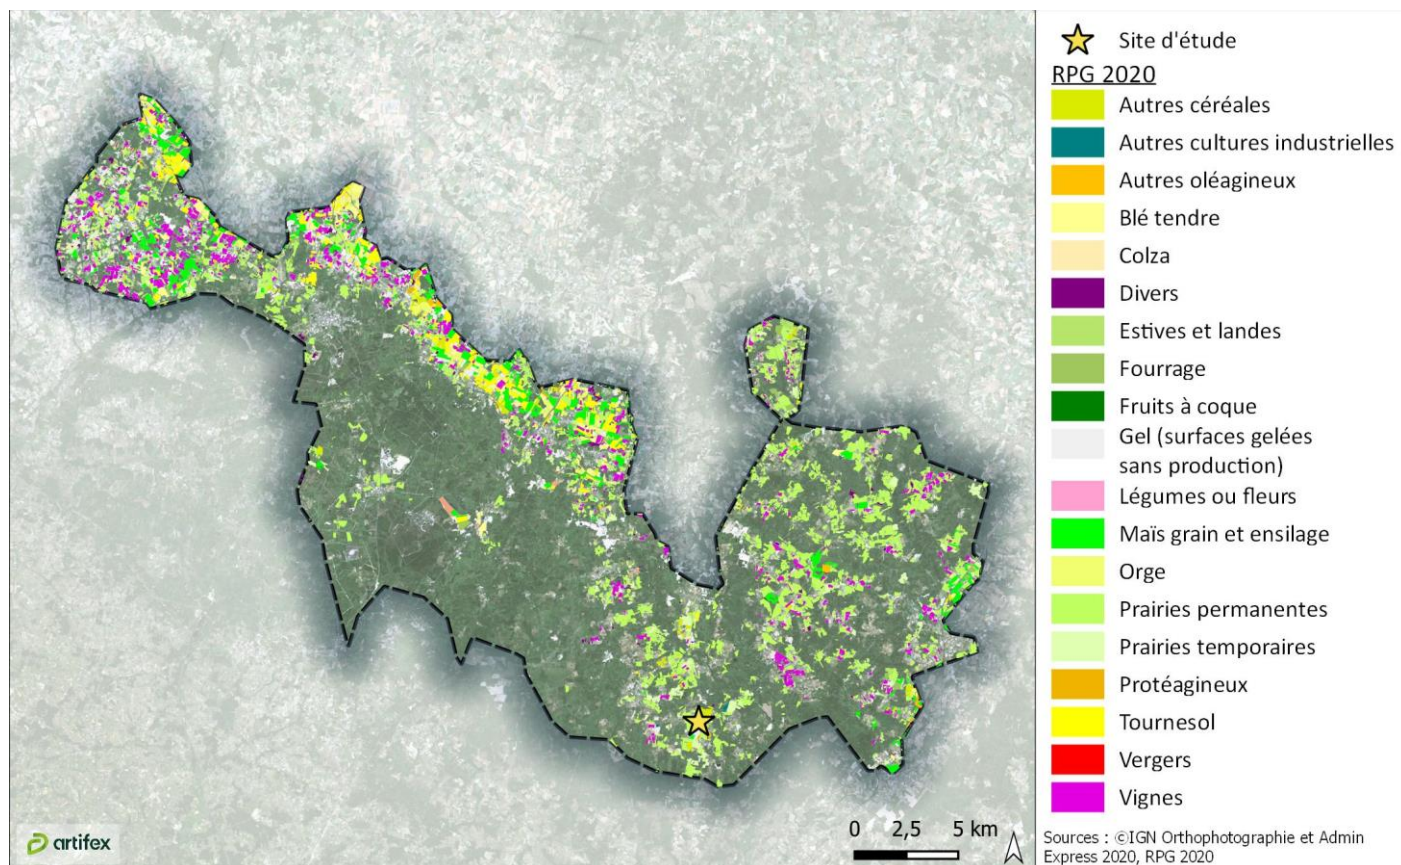 Site d'étude
RPG 2020
Autres céréales
Autres cultures industrielles
Autres oléagineux
Blé tendre
Colza
Divers
Estives et landes
Fourrage
Fruits à coque
Gel (surfaces gelées
sans production)
Légumes ou fleurs
Maïs grain et ensilage
Orge
Prairies permanentes
Prairies temporaires
Protéagineux
Tournesol
Vergers
Vignes
Sources : ©IGN Orthophotographie et Admin
Express 2020, RPG 2020
0 2,5 5 km
artifex